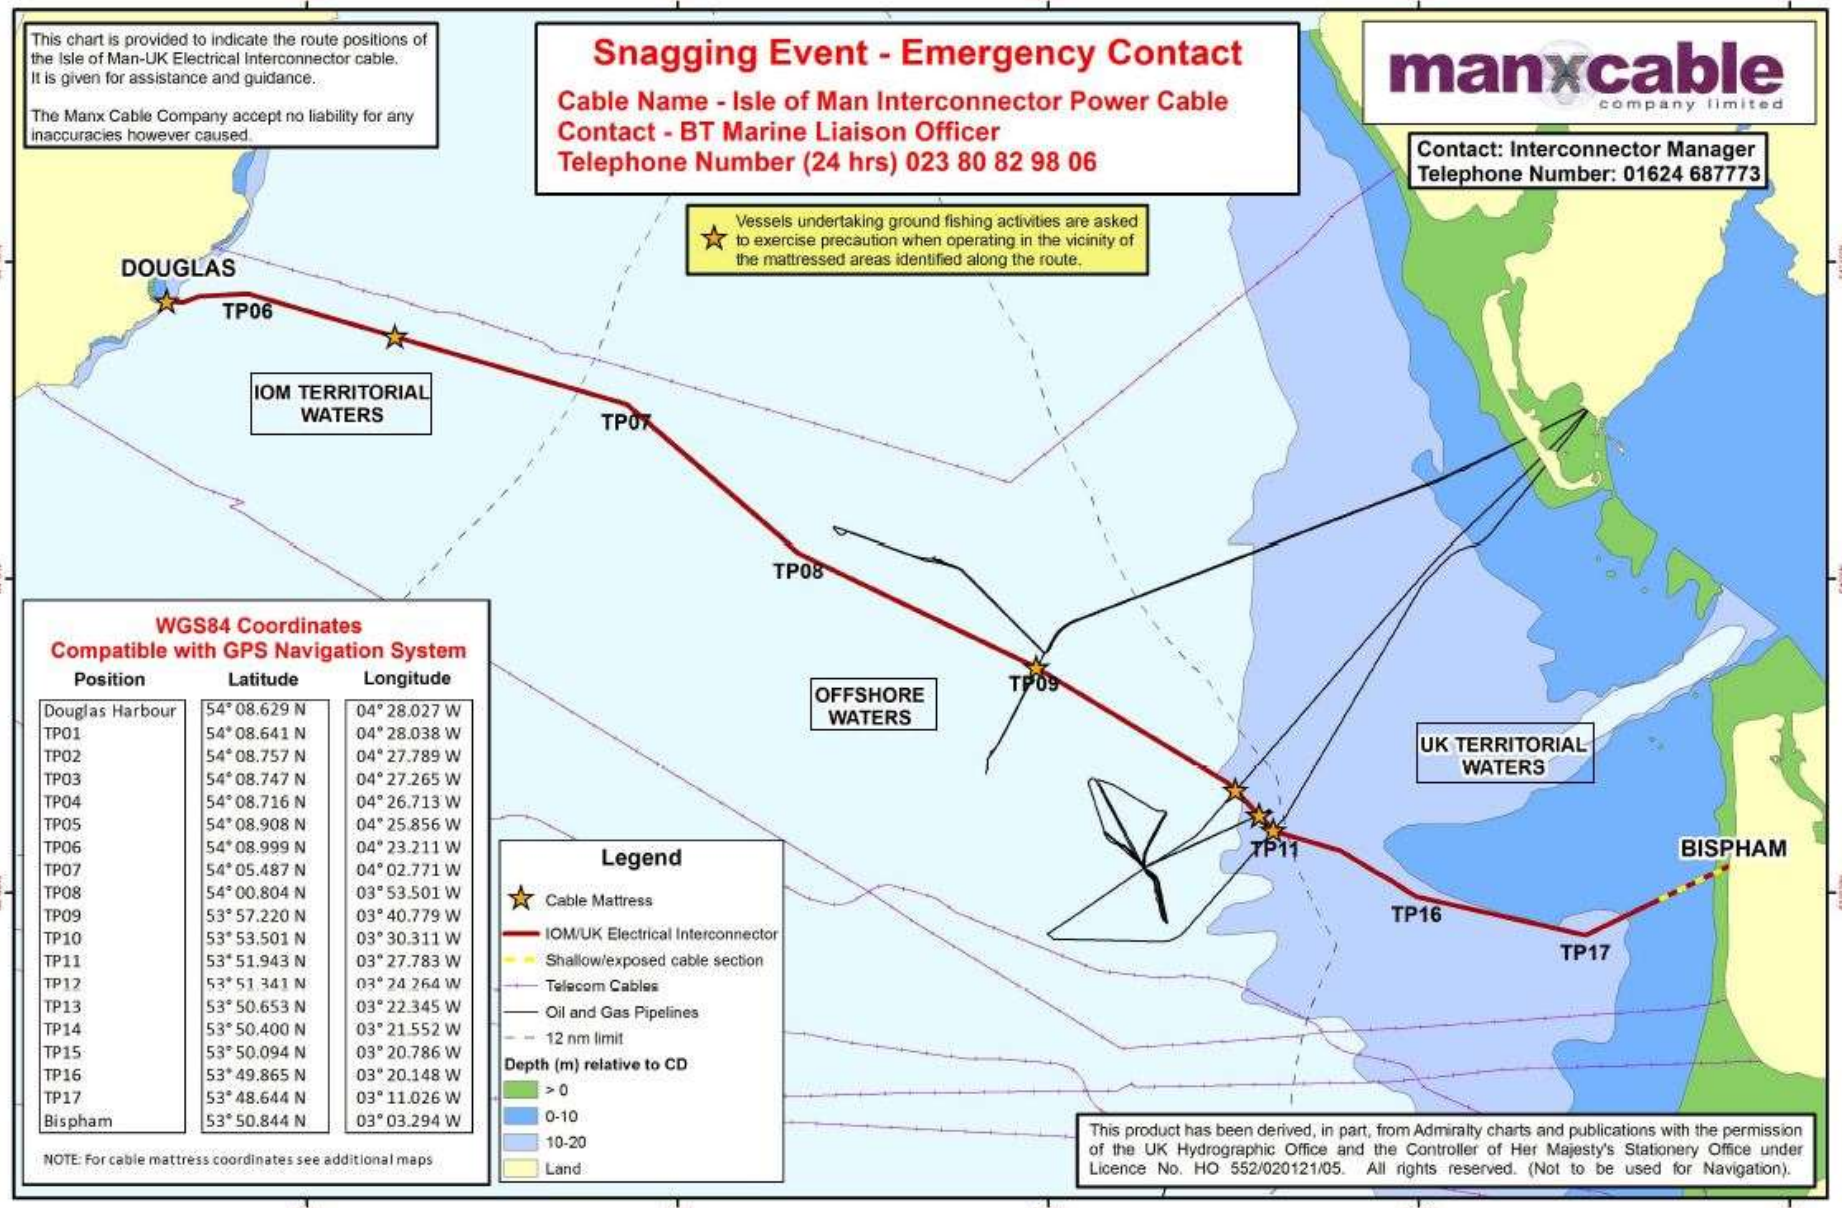 This chart is provided to indicate the route positions of
the Isle of Man-UK Electrical Interconnector cable.
It is given for assistance and guidance.
The Manx Cable Company accept no liability for any
inaccuracies however caused.
Snagging Event - Emergency Contact
Cable Name - Isle of Man Interconnector Power Cable
Contact - BT Marine Liaison Officer
Telephone Number (24 hrs) 023 80 82 98 06
manxcable
company limited
Contact: Interconnector Manager
Telephone Number: 01624 687773
Vessels undertaking ground fishing activities are asked
to exercise precaution when operating in the vicinity of
the mattressed areas identified along the route.
DOUGLAS
TP06
IOM TERRITORIAL
WATERS
TP07
TP08
TP09
OFFSHORE
WATERS
UK TERRITORIAL
WATERS
TP11
BISPHAM
TP16
TP17
WGS84 Coordinates
Compatible with GPS Navigation System
Position Latitude Longitude
Douglas Harbour 54° 08.629 N 04° 28.027 W
TP01 54° 08.641 N 04° 28.038 W
TP02 54° 08.757 N 04° 27.789 W
TP03 54° 08.747 N 04° 27.265 W
TP04 54° 08.716 N 04° 26.713 W
TP05 54° 08.908 N 04° 25.856 W
TP06 54° 08.999 N 04° 23.211 W
TP07 54° 05.487 N 04° 02.771 W
TP08 54° 00.804 N 03° 53.501 W
TP09 53° 57.220 N 03° 40.779 W
TP10 53° 53.501 N 03° 30.311 W
TP11 53° 51.943 N 03° 27.783 W
TP12 53° 51.341 N 03° 24.264 W
TP13 53° 50.653 N 03° 22.345 W
TP14 53° 50.400 N 03° 21.552 W
TP15 53° 50.094 N 03° 20.786 W
TP16 53° 49.865 N 03° 20.148 W
TP17 53° 48.644 N 03° 11.026 W
Bispham 53° 50.844 N 03° 03.294 W
NOTE: For cable mattress coordinates see additional maps
Legend
Cable Mattress
IOM/UK Electrical Interconnector
Shallow/exposed cable section
Telecom Cables
Oil and Gas Pipelines
12 nm limit
Depth (m) relative to CD
> 0
0-10
10-20
Land
This product has been derived, in part, from Admiralty charts and publications with the permission
of the UK Hydrographic Office and the Controller of Her Majesty's Stationery Office under
Licence No. HO 552/020121/05. All rights reserved. (Not to be used for Navigation).